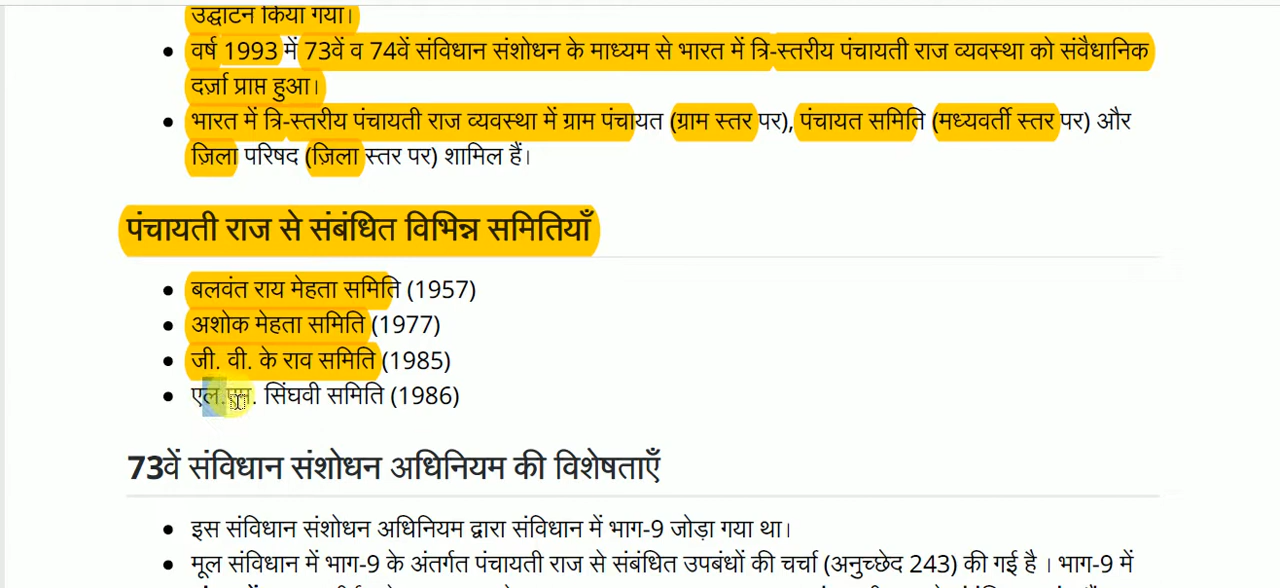 उद्घाटन किया गया।
वर्ष 1993 में 73वें व 74वें संविधान संशोधन के माध्यम से भारत में त्रि-स्तरीय पंचायती राज व्यवस्था को संवैधानिक
दर्ज़ा प्राप्त हुआ।
भारत में त्रि-स्तरीय पंचायती राज व्यवस्था में ग्राम पंचायत (ग्राम स्तर पर), पंचायत समिति (मध्यवर्ती स्तर पर) और
ज़िला परिषद (ज़िला स्तर पर) शामिल हैं।
पंचायती राज से संबंधित विभिन्न समितियाँ
बलवंत राय मेहता समिति (1957)
अशोक मेहता समिति (1977)
जी. वी. के राव समिति (1985)
एल.एम. सिंघवी समिति (1986)
73वें संविधान संशोधन अधिनियम की विशेषताएँ
इस संविधान संशोधन अधिनियम द्वारा संविधान में भाग-9 जोड़ा गया था।
मूल संविधान में भाग-9 के अंतर्गत पंचायती राज से संबंधित उपबंधों की चर्चा (अनुच्छेद 243) की गई है । भाग-9 में